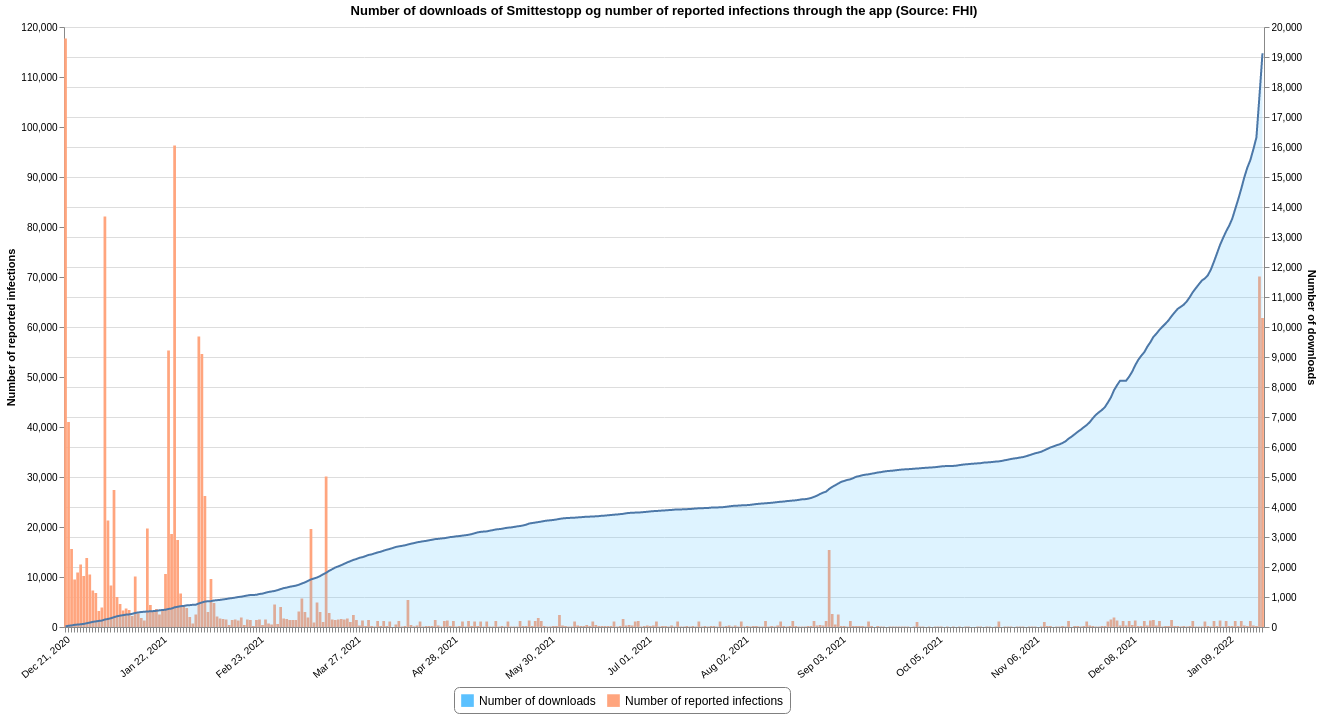 Number of downloads of Smittestopp og number of reported infections through the app (Source: FHI)
120,000
110,000
100,000
90,000
80,000
70,000
60,000
50,000
40,000
30,000
20,000
10,000
0
Number of reported infections
20,000
19,000
18,000
17,000
16,000
15,000
14,000
13,000
12,000
11,000
10,000
9,000
8,000
7,000
6,000
5,000
4,000
3,000
2,000
1,000
0
Number of downloads
Dec 21, 2020
Jan 22, 2021
Feb 23, 2021
Mar 27, 2021
Apr 28, 2021
May 30, 2021
Jul 01, 2021
Aug 02, 2021
Sep 03, 2021
Oct 05, 2021
Nov 06, 2021
Dec 08, 2021
Jan 09, 2022
Number of downloads
Number of reported infections